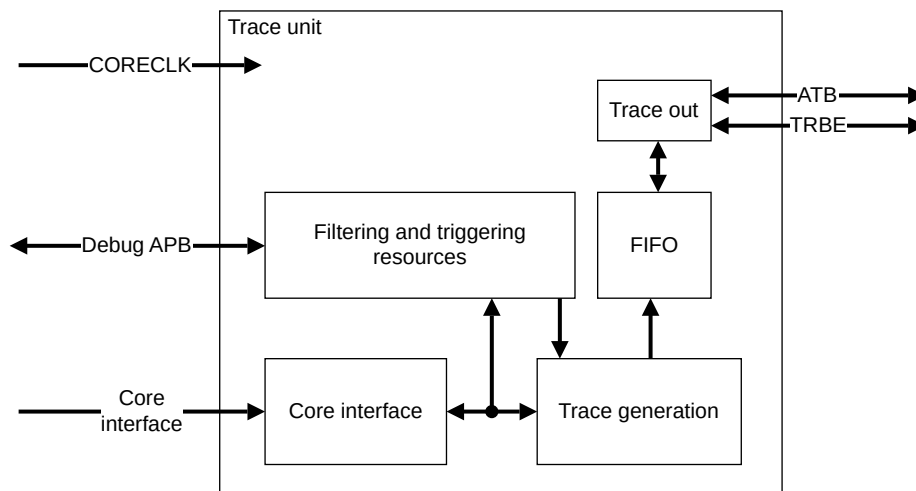 Trace unit
CORECLK
Trace out
ATB
TRBE
Debug APB
Filtering and triggering
resources
FIFO
Core
interface
Core interface
Trace generation